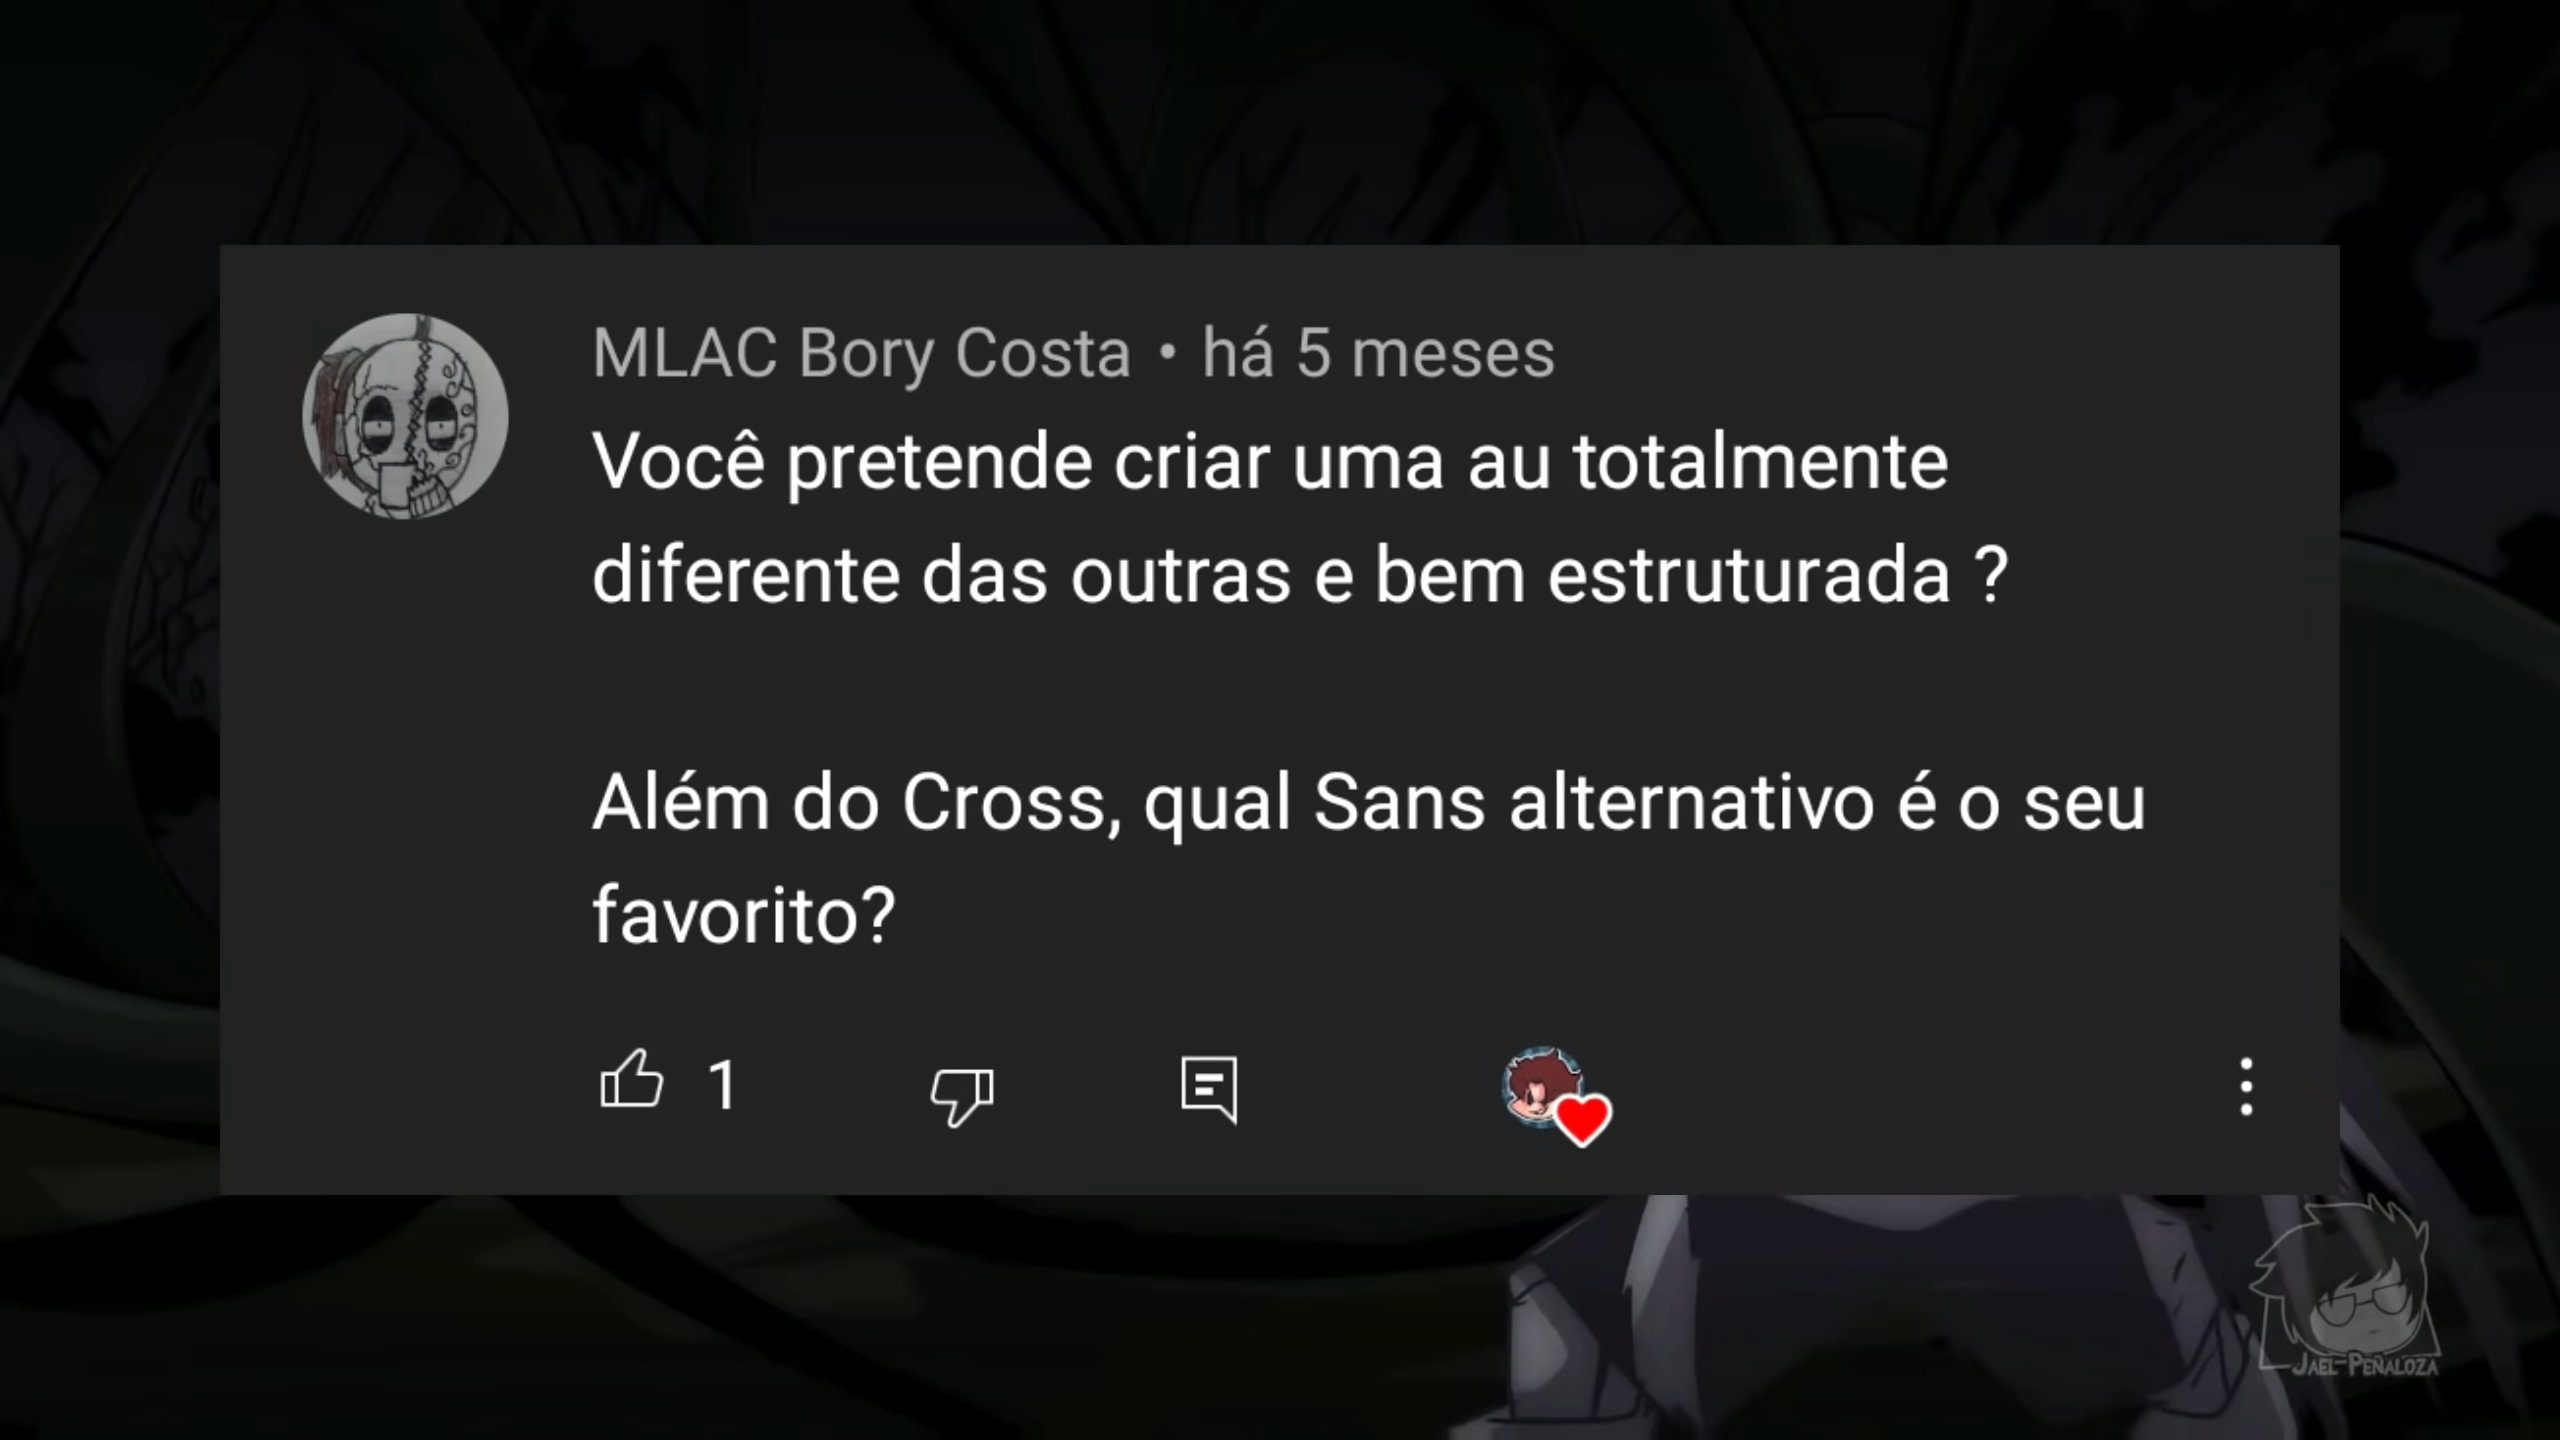 MLAC Bory Costa • há 5 meses
Você pretende criar uma au totalmente
diferente das outras e bem estruturada ?
Além do Cross, qual Sans alternativo é o seu
favorito?
1
JAEL-PEÑALOZA